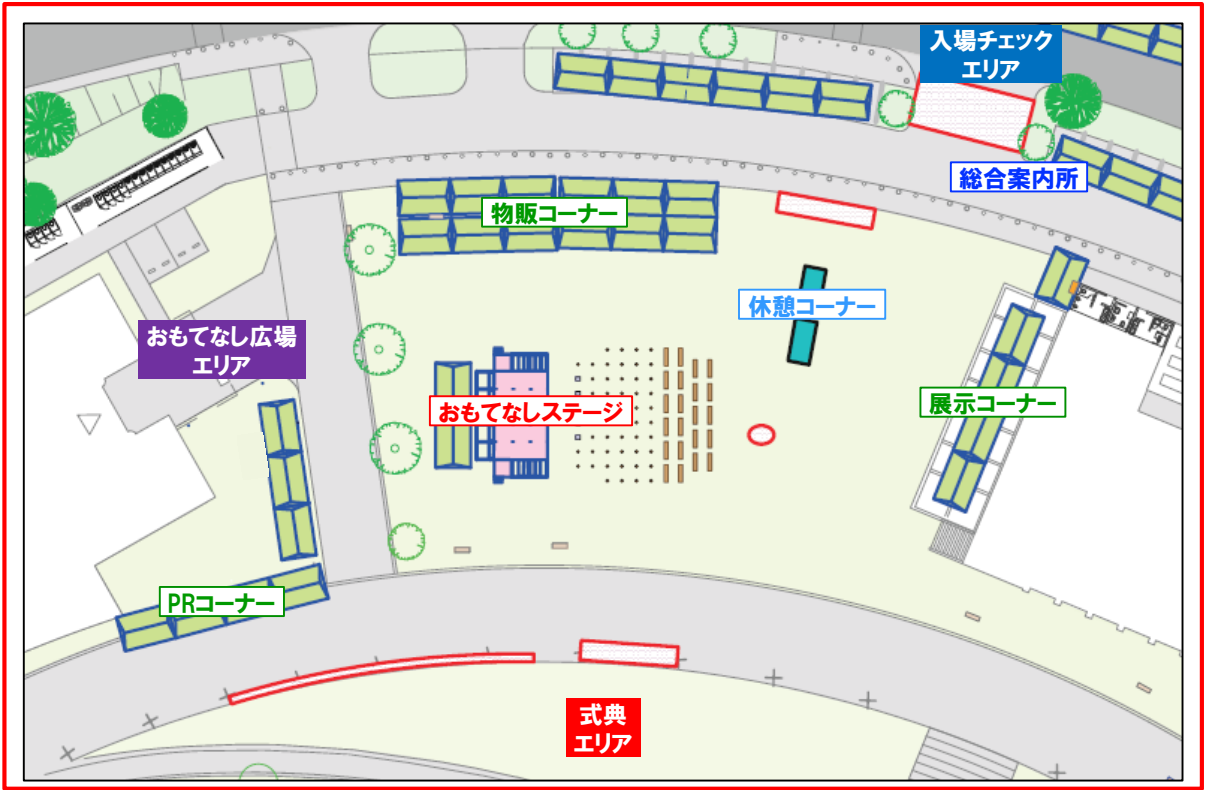 入場チェック
エリア
総合案内所
物販コーナー
休憩コーナー
おもてなし広場
エリア
おもてなしステージ
展示コーナー
PRコーナー
式典
エリア